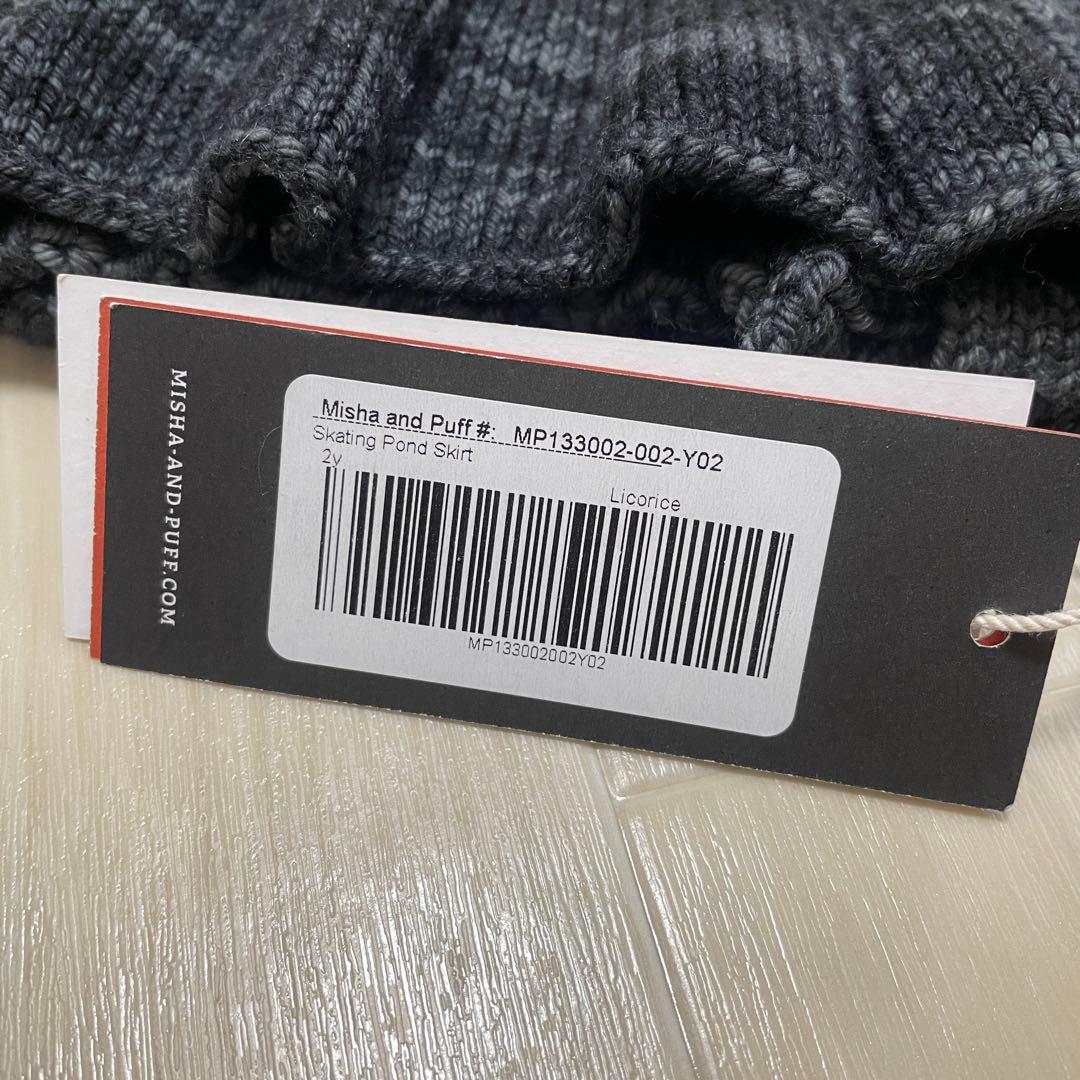 MISHA-AND-PUFF.COM
Misha and Puff #: MP133002-002-Y02
Skating Pond Skirt
2y
Licorice
MP133002002Y02